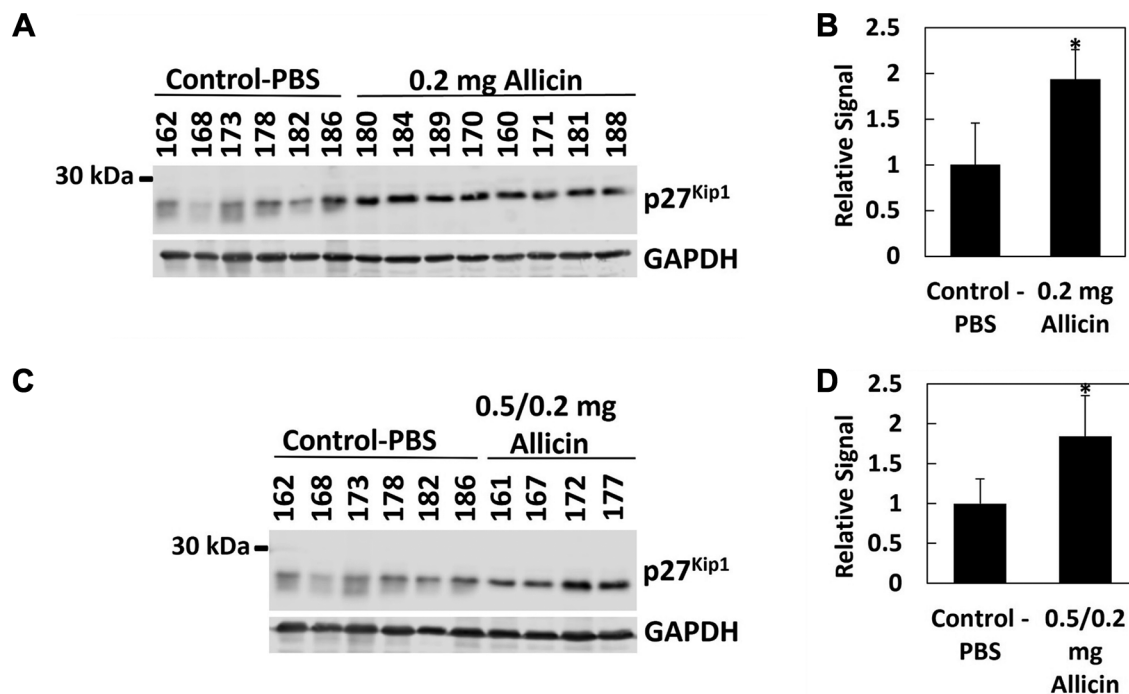 A
Control-PBS 0.2 mg Allicin
162 168 173 178 182 186 180 184 189 170 160 171 181 188
30 kDa
p27Kip1
GAPDH
B
Relative Signal
2.5
*
2
1.5
1
0.5
0
Control - PBS
0.2 mg Allicin
C
0.5/0.2 mg
Control-PBS Allicin
162 168 173 178 182 186 161 167 172 177
30 kDa
p27Kip1
GAPDH
D
Relative Signal
2.5
*
2
1.5
1
0.5
0
Control -
PBS
0.5/0.2
mg
Allicin